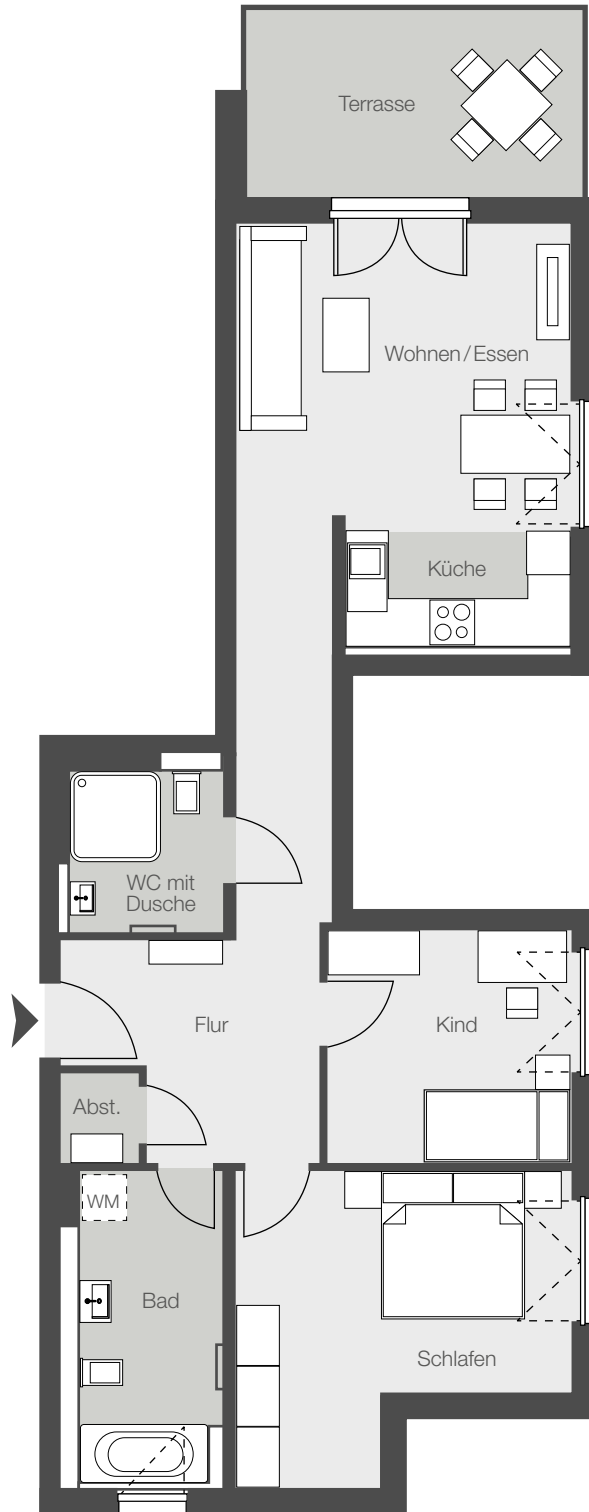 Terrasse
Wohnen/Essen
Küche
WC mit
Dusche
Flur
Kind
Abst.
WM
Bad
Schlafen